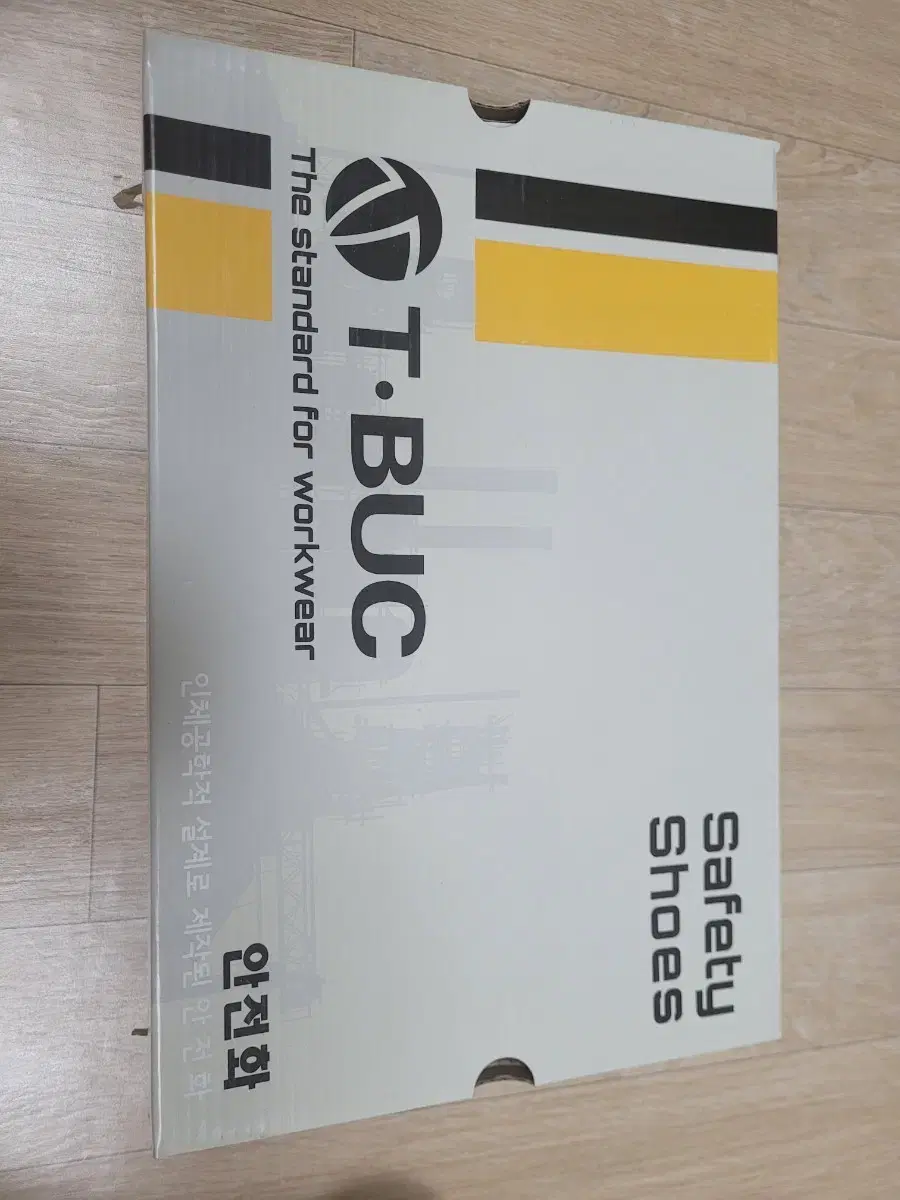 Safety
Shoes
T·BUC
The standard for workwear
안전화
인체공학적 설계로 제작된 안전화